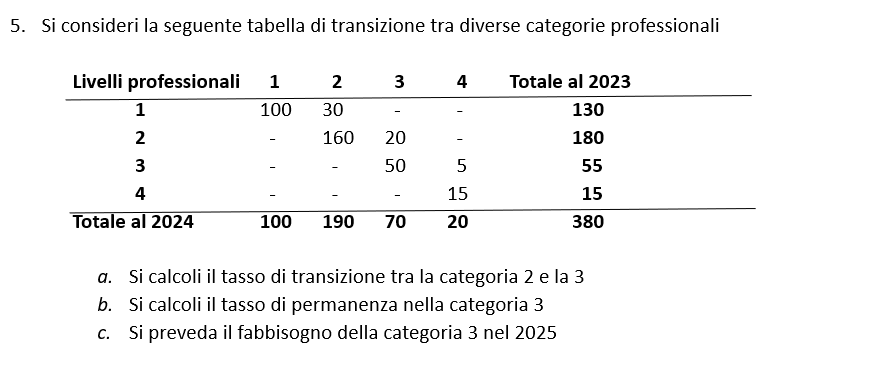 5. Si consideri la seguente tabella di transizione tra diverse categorie professionali
Livelli professionali 1 2 3 4 Totale al 2023
1 100 30 - - 130
2 - 160 20 - 180
3 - - 50 5 55
4 - - - 15 15
Totale al 2024 100 190 70 20 380
a. Si calcoli il tasso di transizione tra la categoria 2 e la 3
b. Si calcoli il tasso di permanenza nella categoria 3
c. Si preveda il fabbisogno della categoria 3 nel 2025